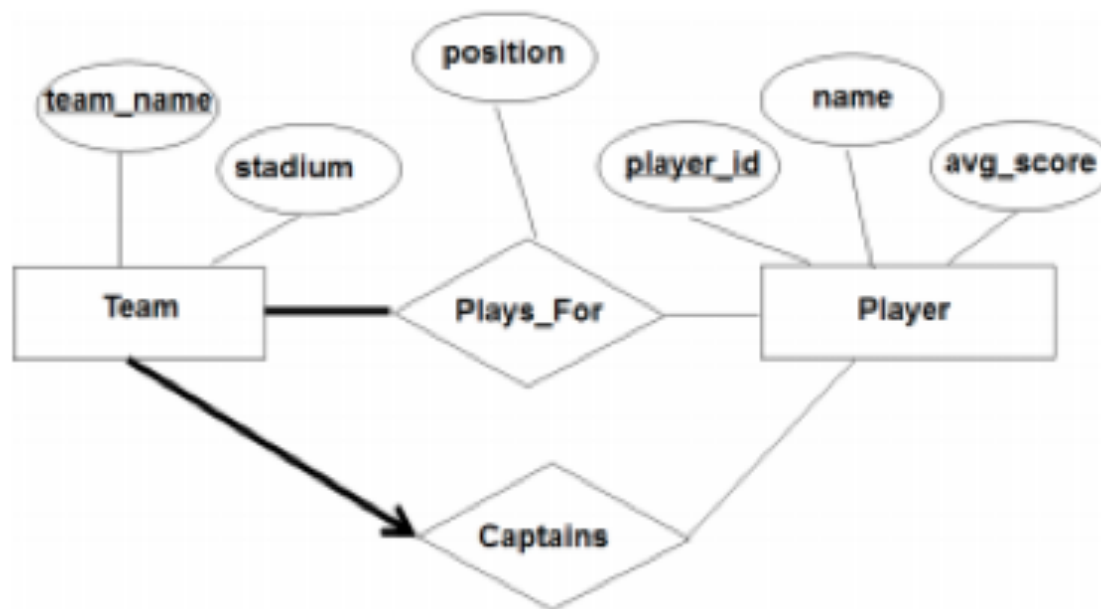 position
team_name
name
stadium
player_id
avg_score
Team
Plays_For
Player
Captains